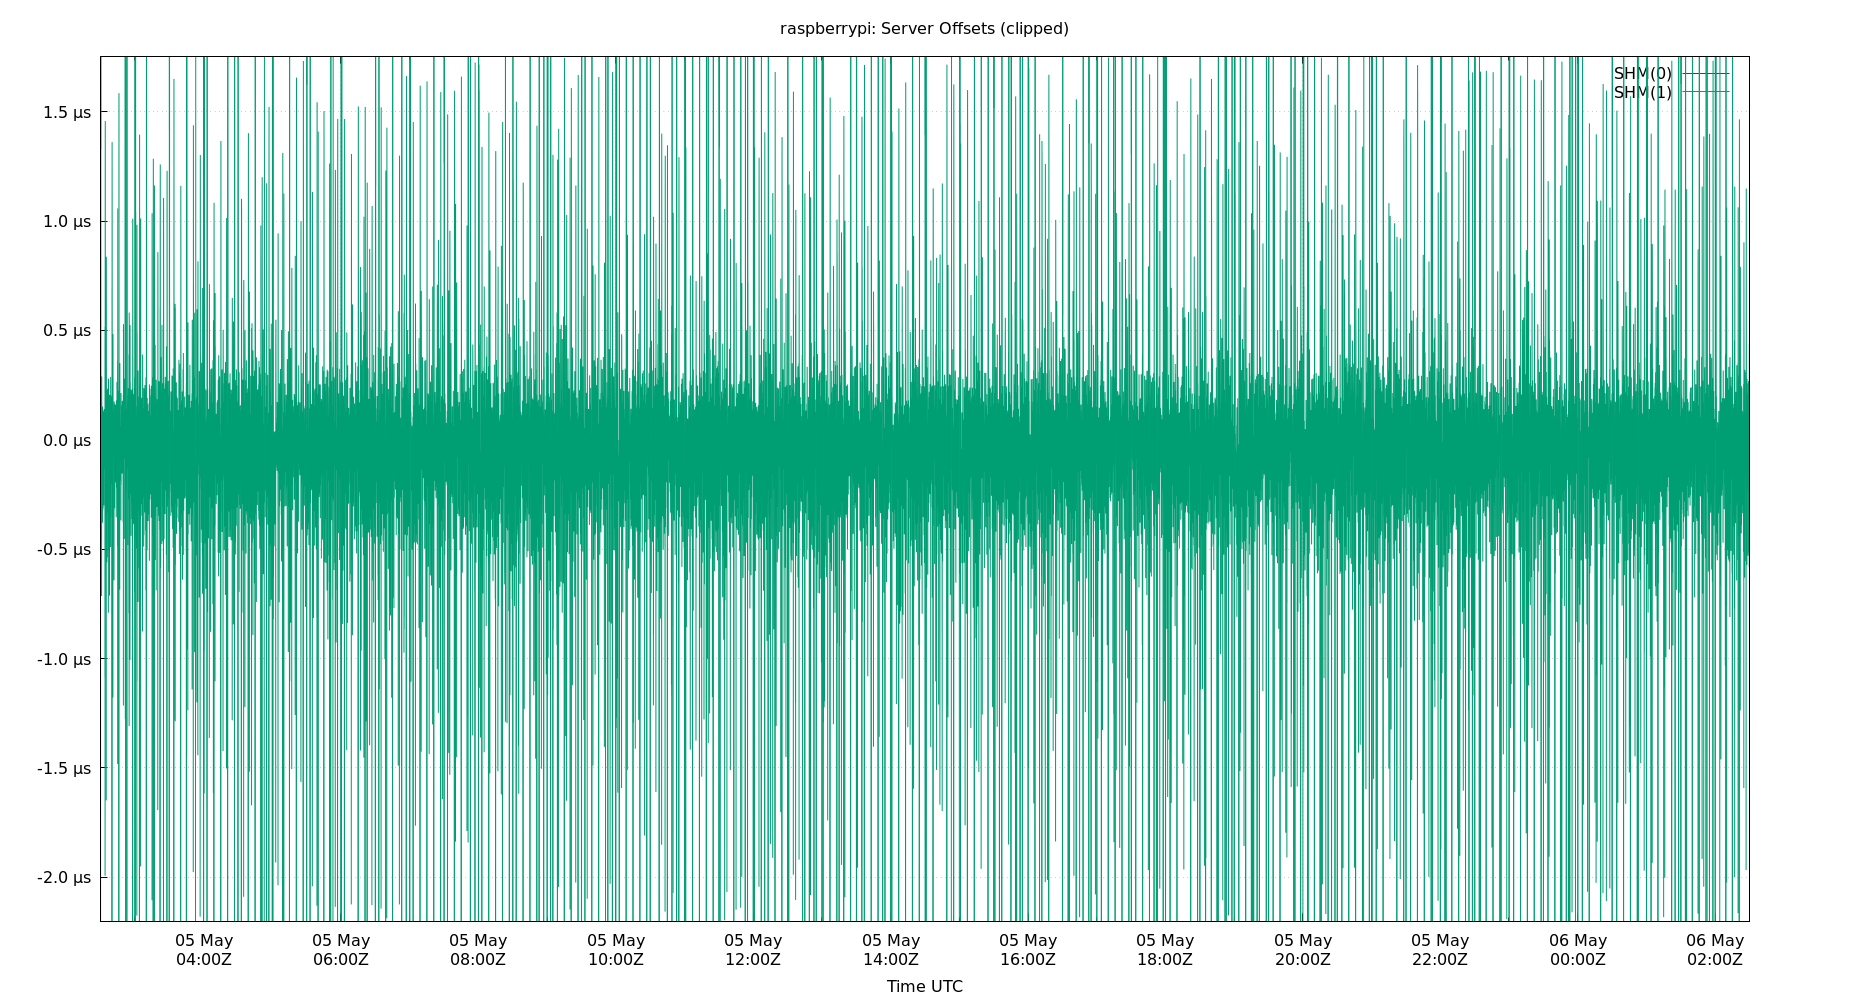 raspberrypi: Server Offsets (clipped)
SHM(0)
SHM(1)
1.5 µs
1.0 µs
0.5 µs
0.0 µs
-0.5 µs
-1.0 µs
-1.5 µs
-2.0 µs
05 May 05 May 05 May 05 May 05 May 05 May 05 May 05 May 05 May 05 May 06 May 06 May
04:00Z 06:00Z 08:00Z 10:00Z 12:00Z 14:00Z 16:00Z 18:00Z 20:00Z 22:00Z 00:00Z 02:00Z
Time UTC